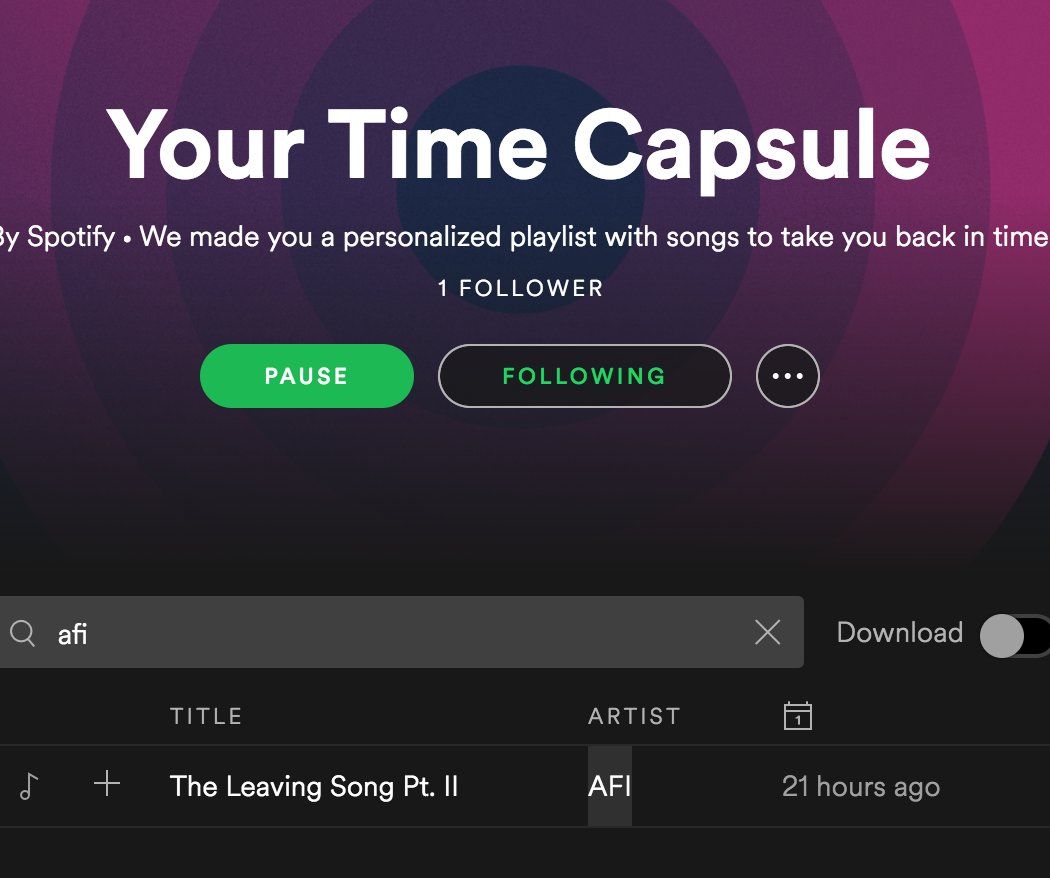 Your Time Capsule
By Spotify • We made you a personalized playlist with songs to take you back in time
1 FOLLOWER
PAUSE FOLLOWING
afi Download
TITLE ARTIST 1
The Leaving Song Pt. II AFI 21 hours ago